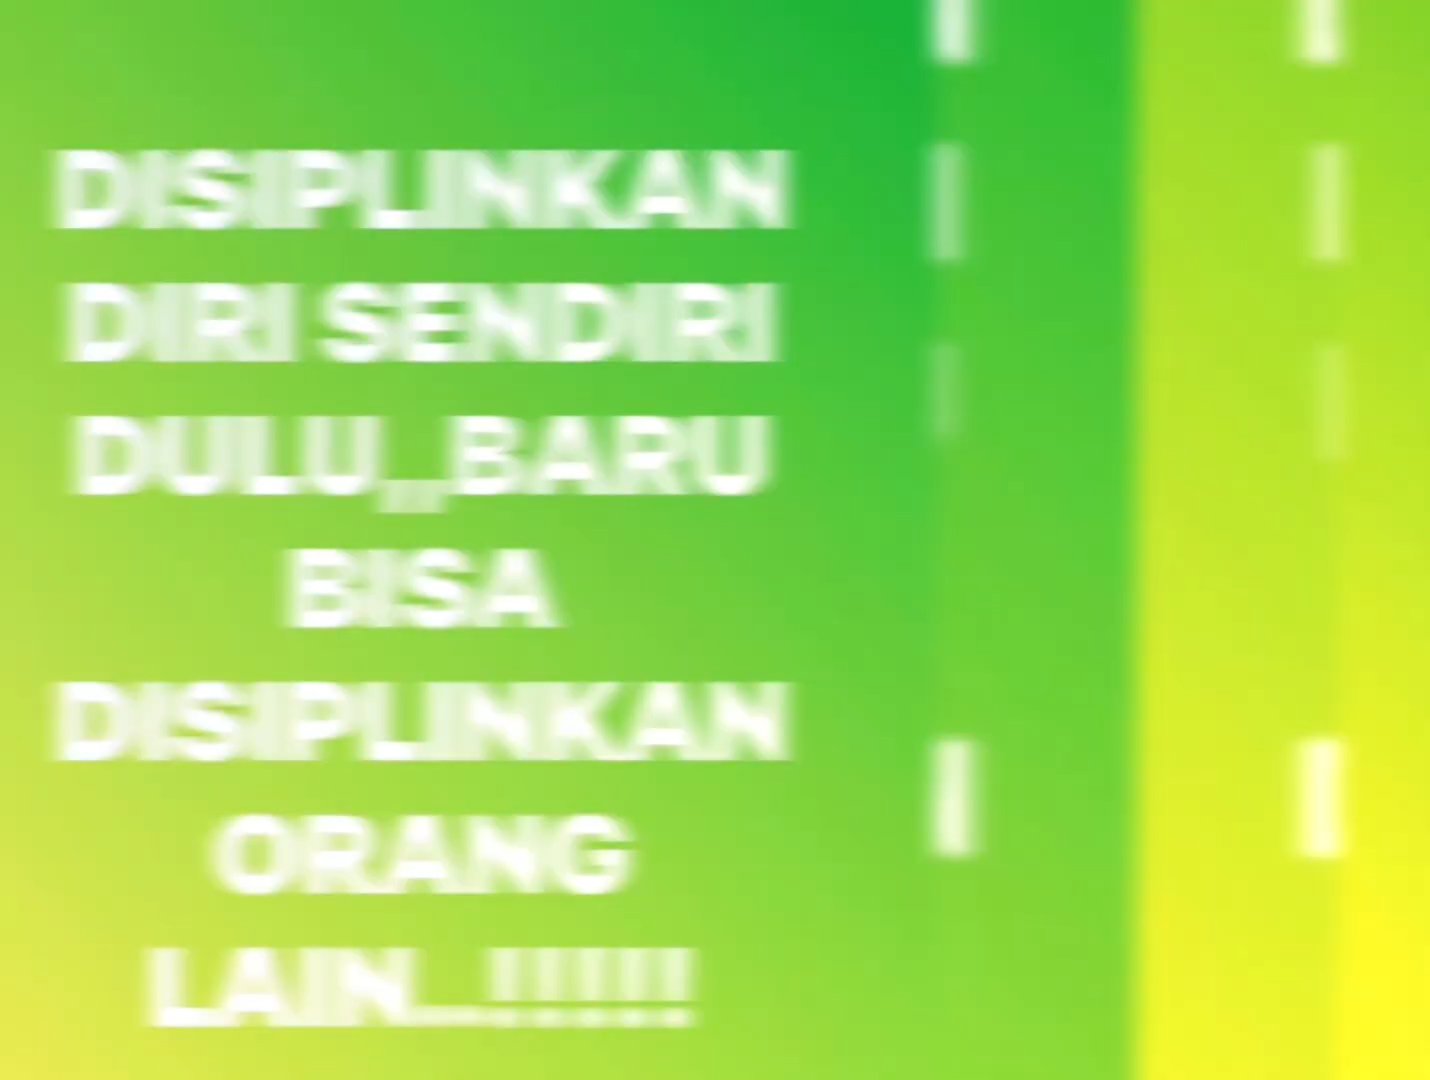 DISIPLINKAN
DIRI SENDIRI
DULU,,BARU
BISA
DISIPLINKAN
ORANG
LAIN...!!!!!!